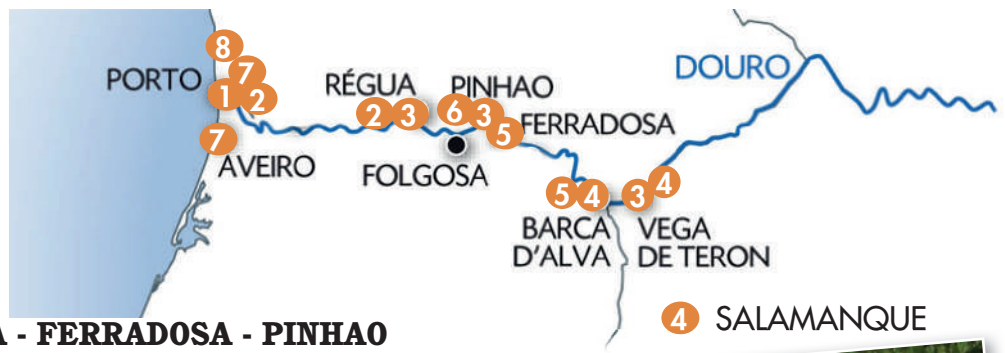 8
7
PORTO
1
2
7
AVEIRO
RÉGUA
2
3
FOLGOSA
PINHAO
6
3
5
FERRADOSA
DOURO
5
4
BARCA
D'ALVA
3
4
VEGA
DE TERON
4 SALAMANQUE
- FERRADOSA - PINHAO